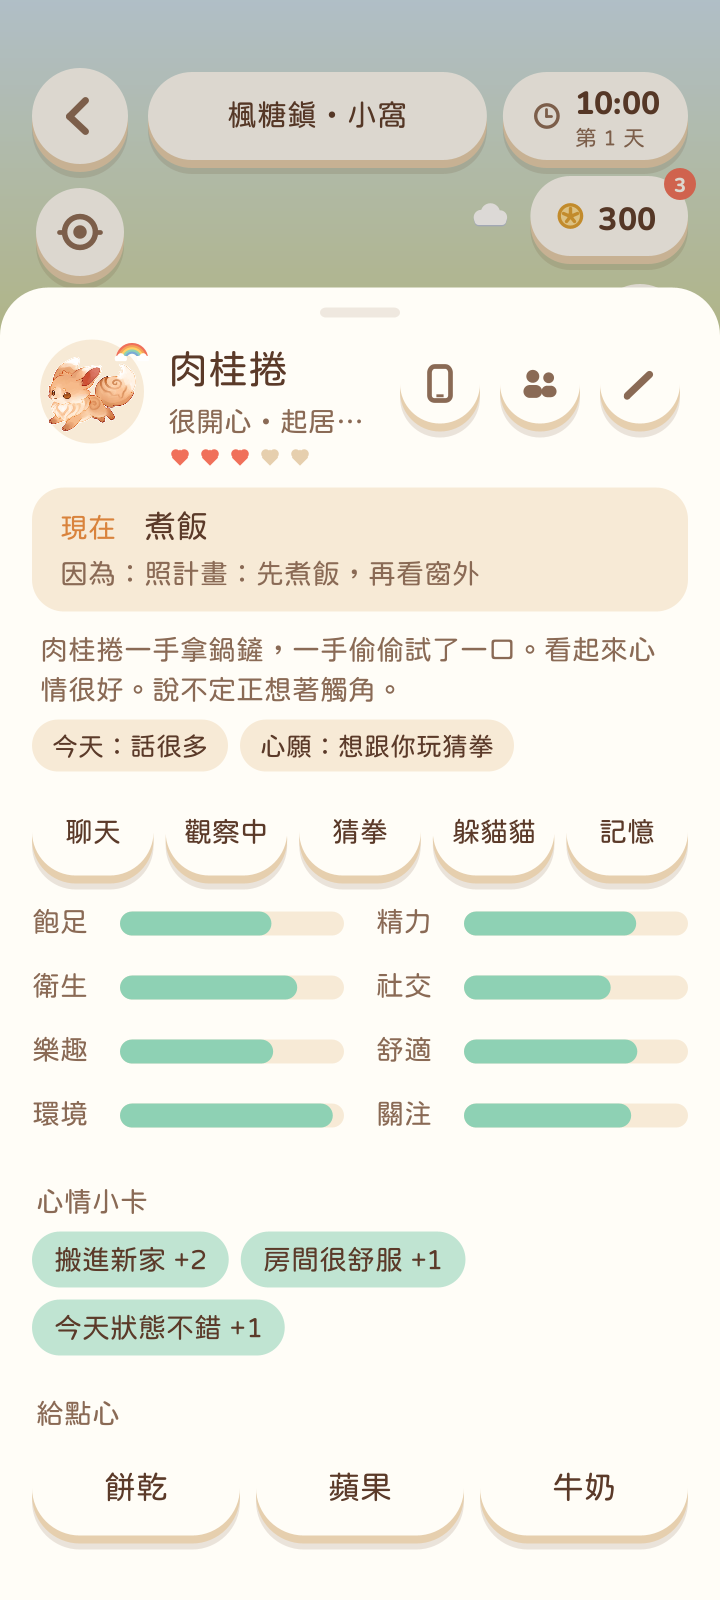 楓糖鎮・小窩
10:00
第 1 天
3
300
肉桂捲
很開心・起居…
現在 煮飯
因為：照計畫：先煮飯，再看窗外
肉桂捲一手拿鍋鏟，一手偷偷試了一口。看起來心
情很好。說不定正想著觸角。
今天：話很多 心願：想跟你玩猜拳
聊天 觀察中 猜拳 躲貓貓 記憶
飽足 精力
衛生 社交
樂趣 舒適
環境 關注
心情小卡
搬進新家 +2 房間很舒服 +1
今天狀態不錯 +1
給點心
餅乾 蘋果 牛奶